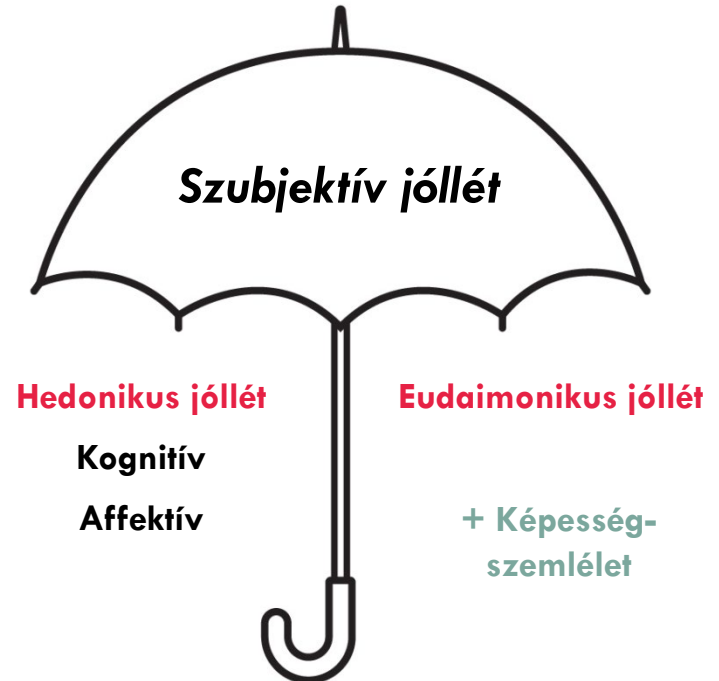 Szubjektív jóllét
Hedonikus jóllét
Kognitív
Affektív
Eudaimonikus jóllét
+ Képesség-
szemlélet